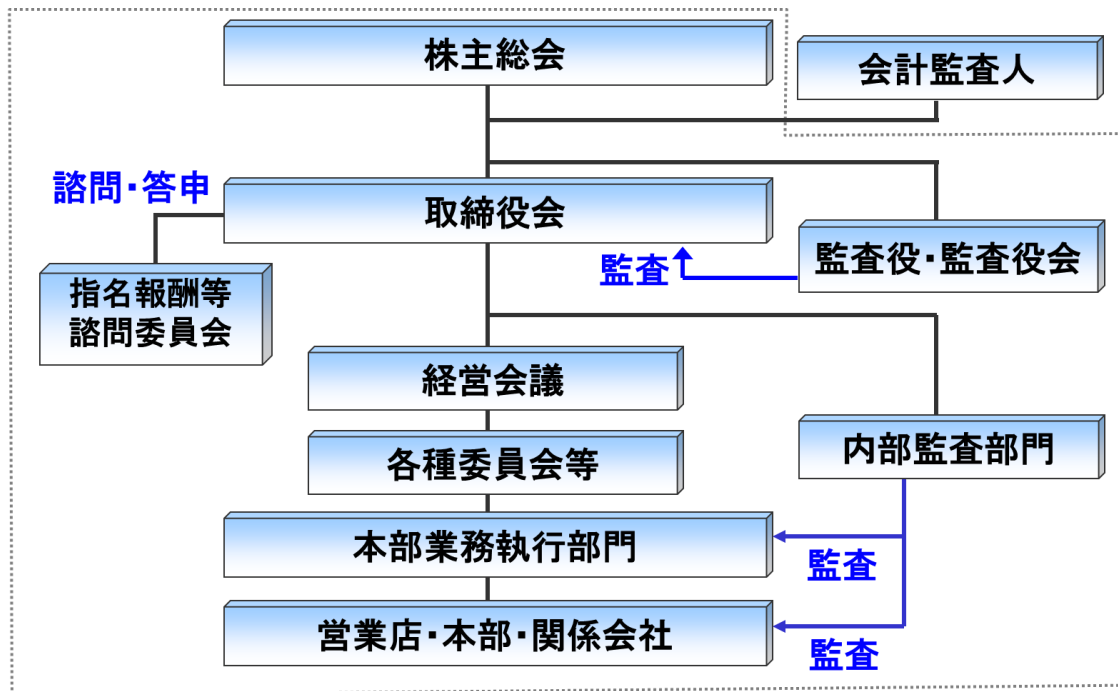 株主総会
会計監査人
諮問・答申
取締役会
監査役・監査役会
監査
指名報酬等
諮問委員会
経営会議
各種委員会等
内部監査部門
本部業務執行部門
監査
営業店・本部・関係会社
監査